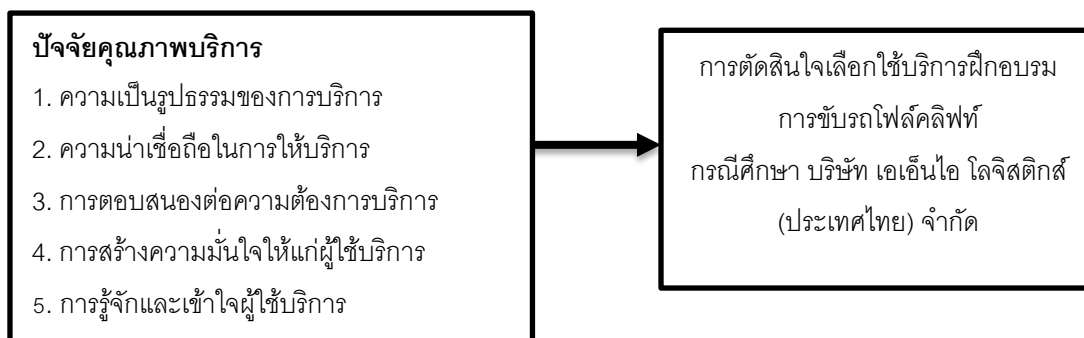 ปัจจัยคุณภาพบริการ
1. ความเป็นรูปธรรมของการบริการ
2. ความน่าเชื่อถือในการให้บริการ
3. การตอบสนองต่อความต้องการบริการ
4. การสร้างความมั่นใจให้แก่ผู้ใช้บริการ
5. การรู้จักและเข้าใจผู้ใช้บริการ
การตัดสินใจเลือกใช้บริการฝึกอบรม
การขับรถโฟล์คลิฟท์
กรณีศึกษา บริษัท เอเอ็นไอ โลจิสติกส์
(ประเทศไทย) จำกัด